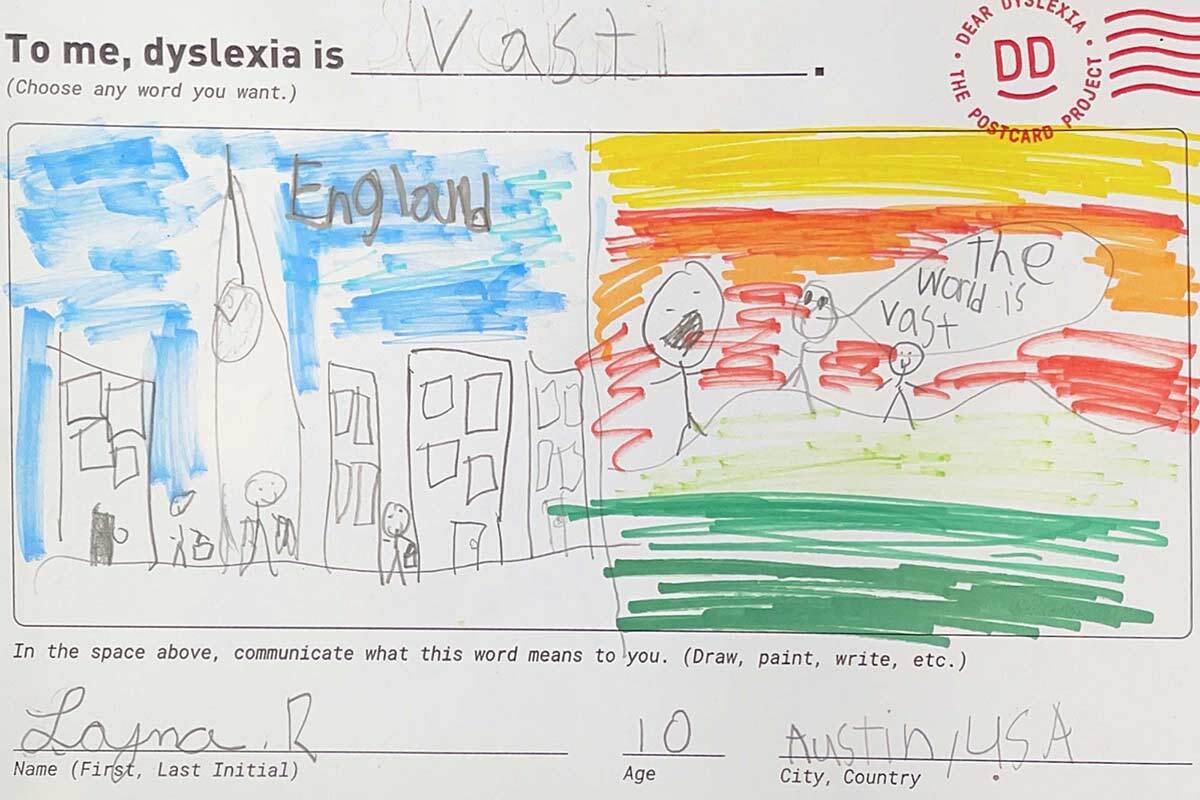 To me, dyslexia is Vast.
(Choose any word you want.)
DEAR DYSLEXIA • THE POSTCARD PROJECT •
DD
England
The
world is
vast
In the space above, communicate what this word means to you. (Draw, paint, write, etc.)
Layna. R
10
Austin, USA
Name (First, Last Initial)
Age
City, Country